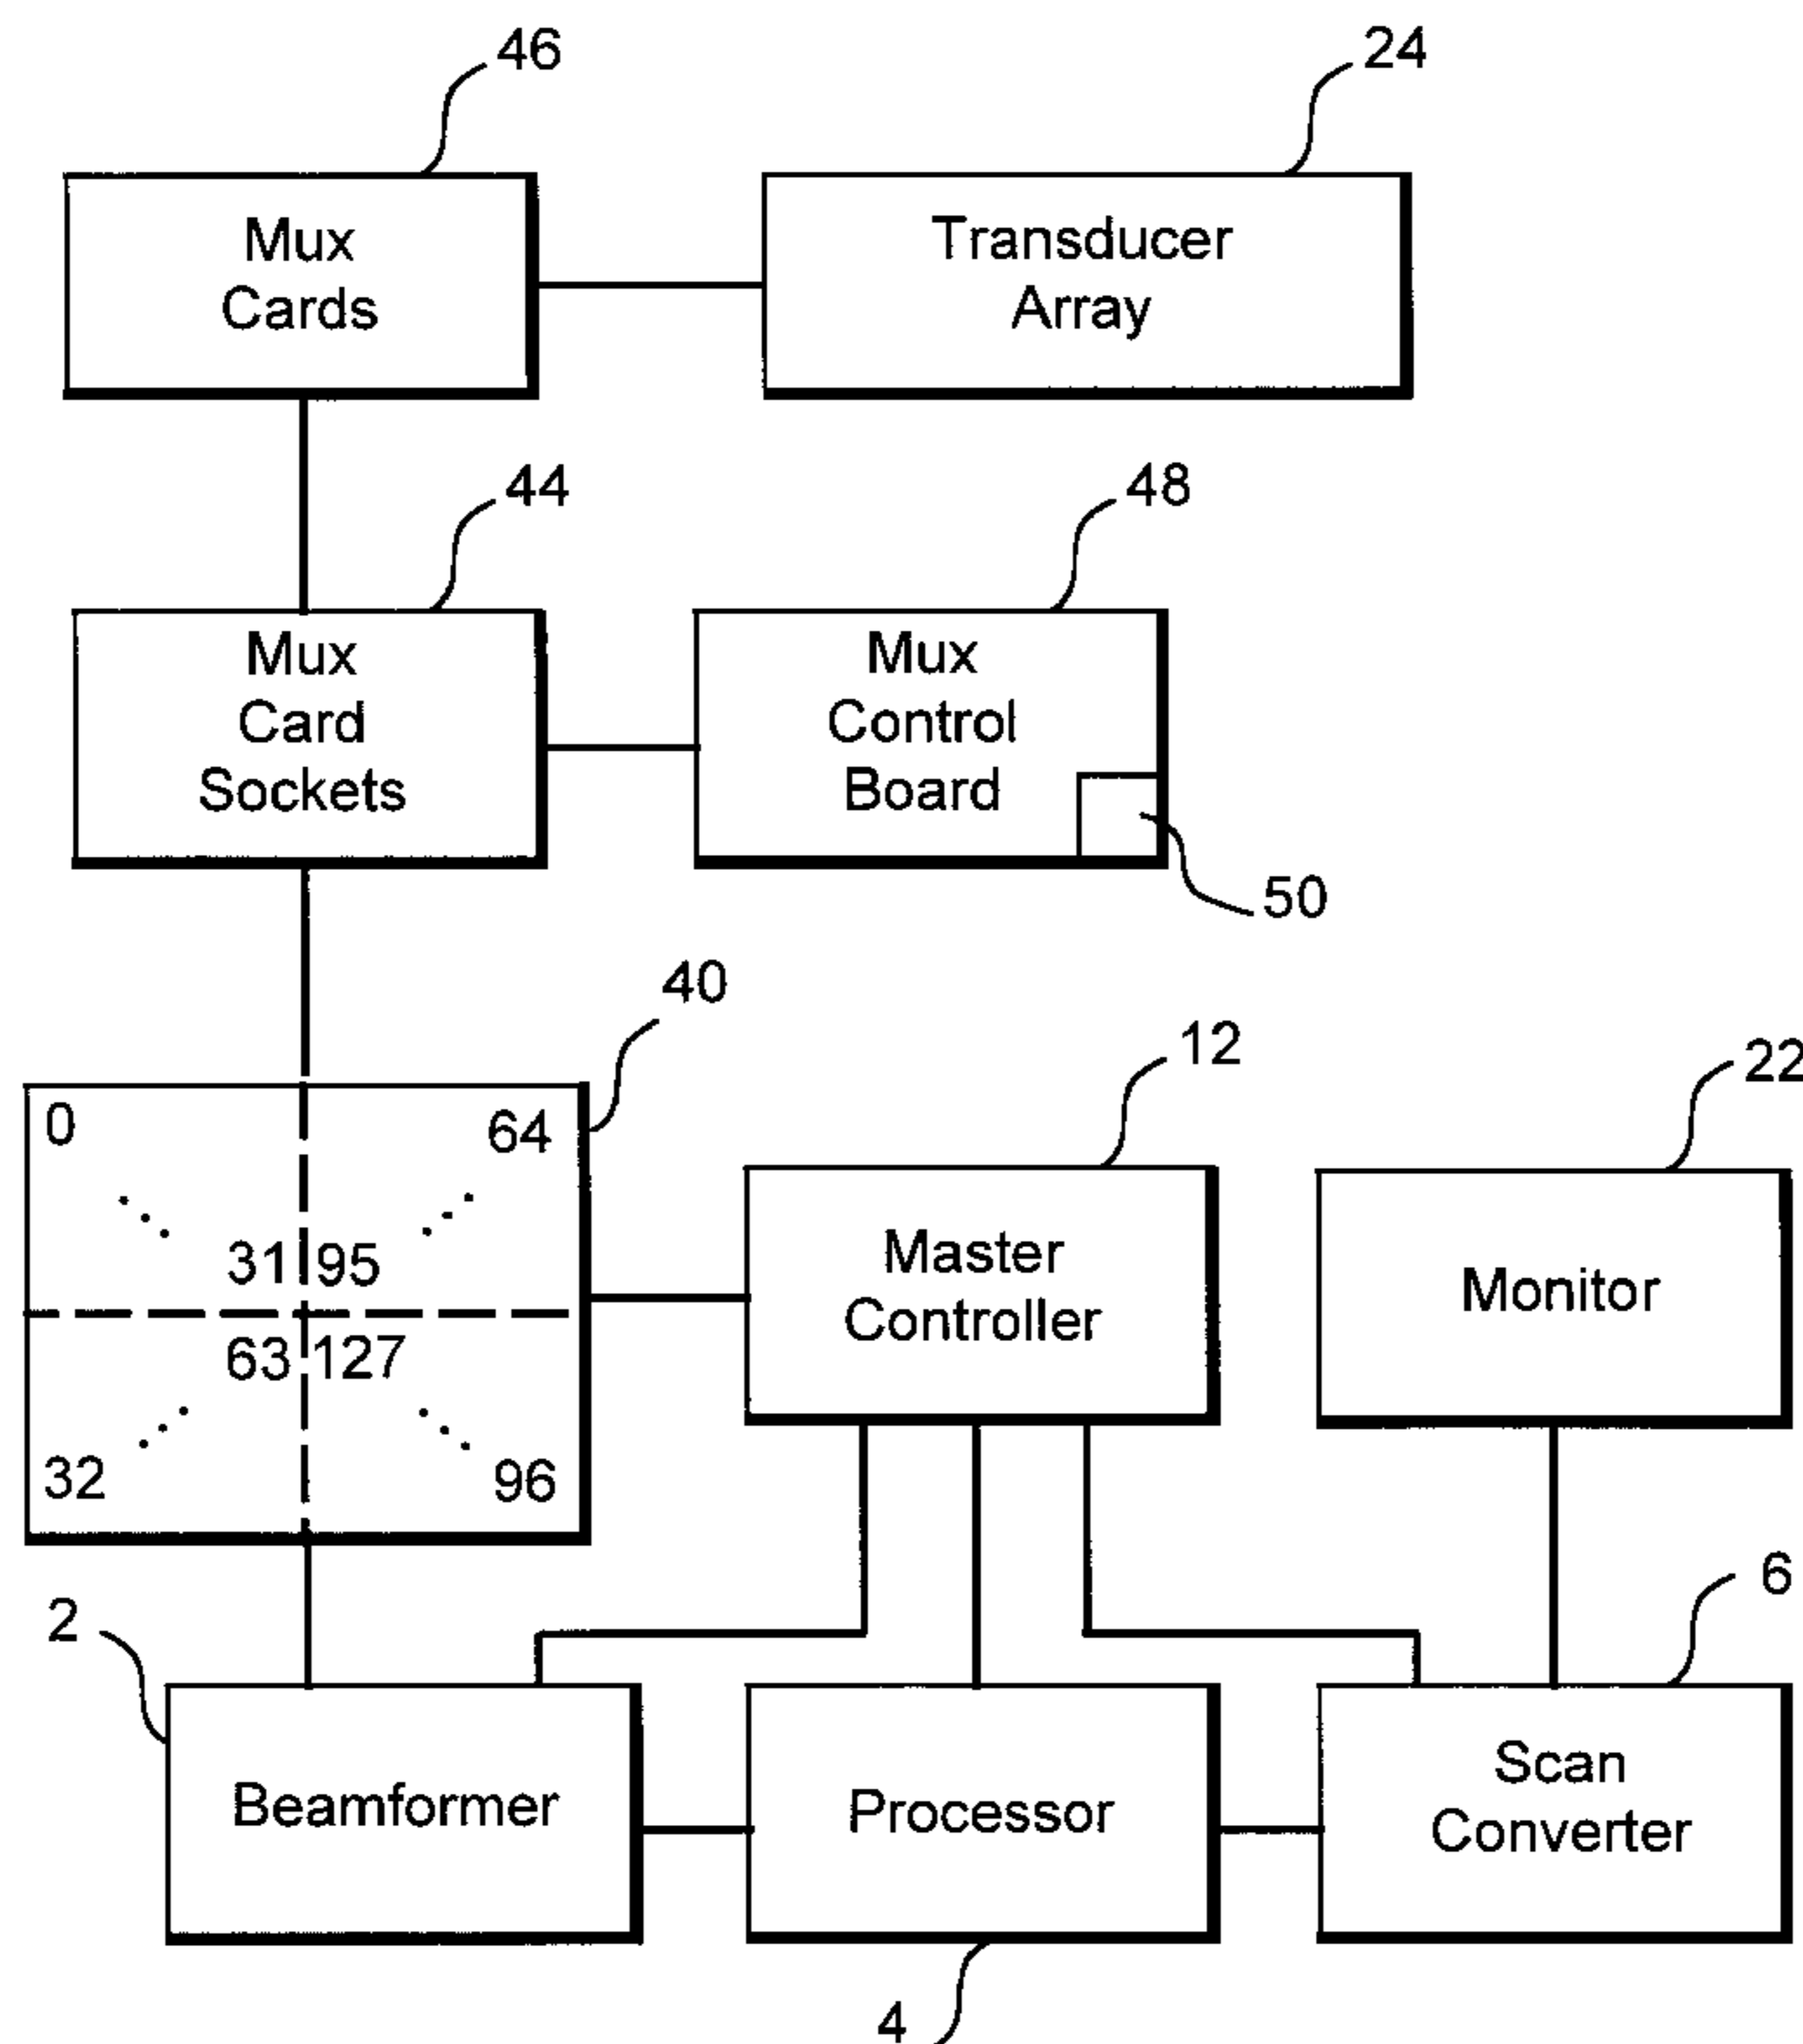 46
24
Mux
Cards
Transducer
Array
44
48
Mux
Card
Sockets
Mux
Control
Board
50
40
12
22
0
64
31
95
63
127
32
96
Master
Controller
Monitor
2
6
Beamformer
Processor
Scan
Converter
4